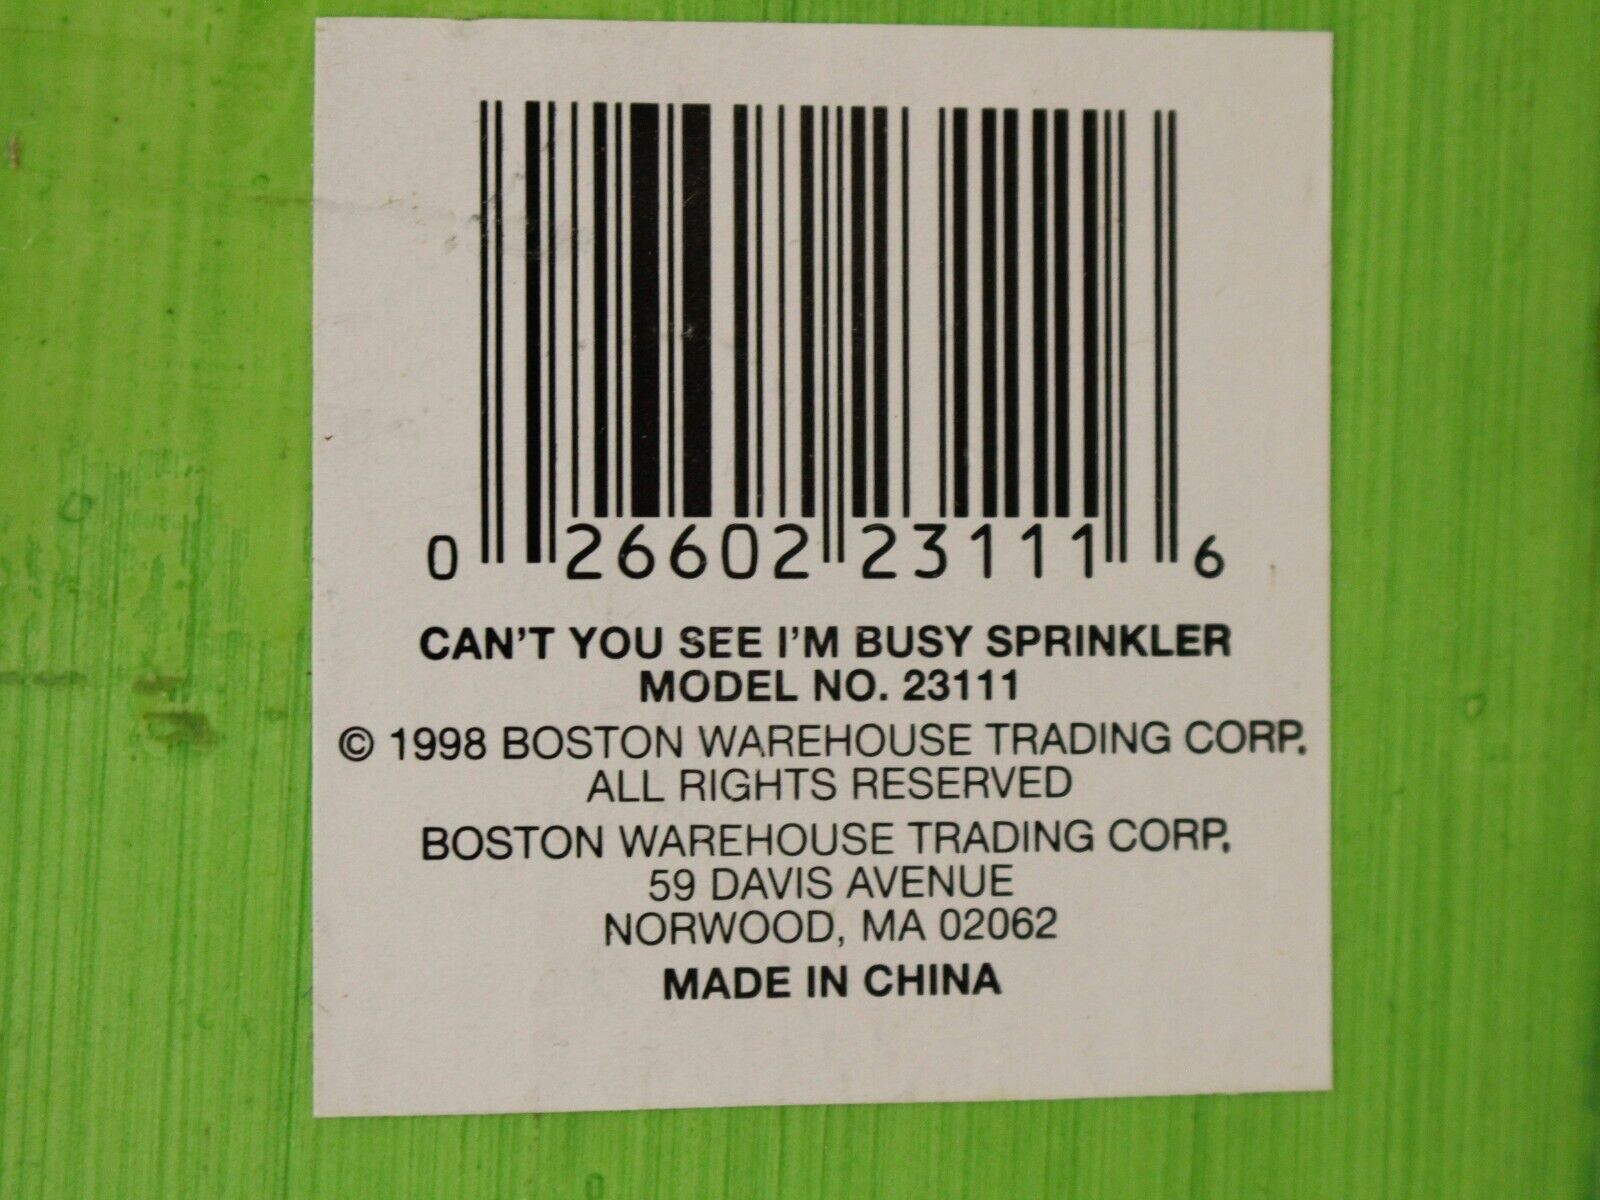 0 26602 23111 6
CAN'T YOU SEE I'M BUSY SPRINKLER
MODEL NO. 23111
© 1998 BOSTON WAREHOUSE TRADING CORP.
ALL RIGHTS RESERVED
BOSTON WAREHOUSE TRADING CORP.
59 DAVIS AVENUE
NORWOOD, MA 02062
MADE IN CHINA